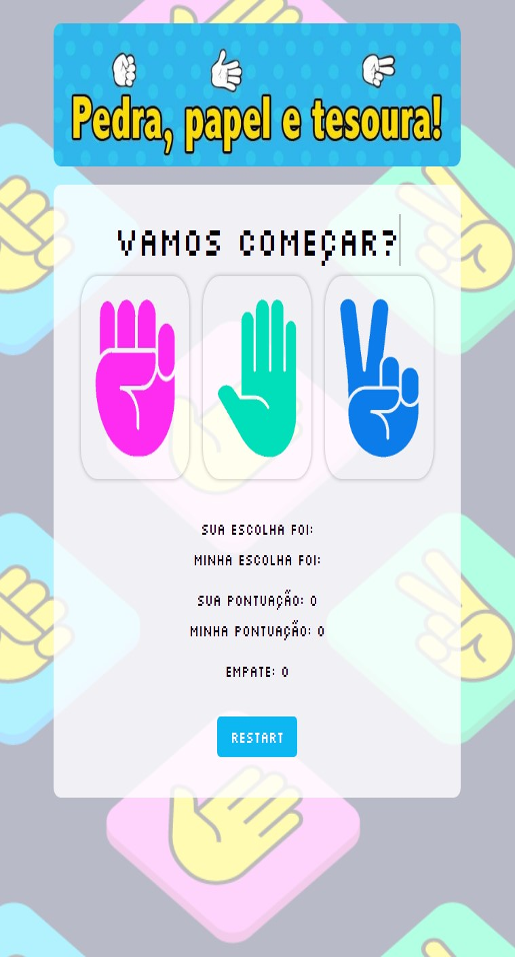 Pedra, papel e tesoura!
VAMOS COMEÇAR?
SUA ESCOLHA FOI:
MINHA ESCOLHA FOI:
SUA PONTUAÇÃO: 0
MINHA PONTUAÇÃO: 0
EMPATE: 0
RESTART